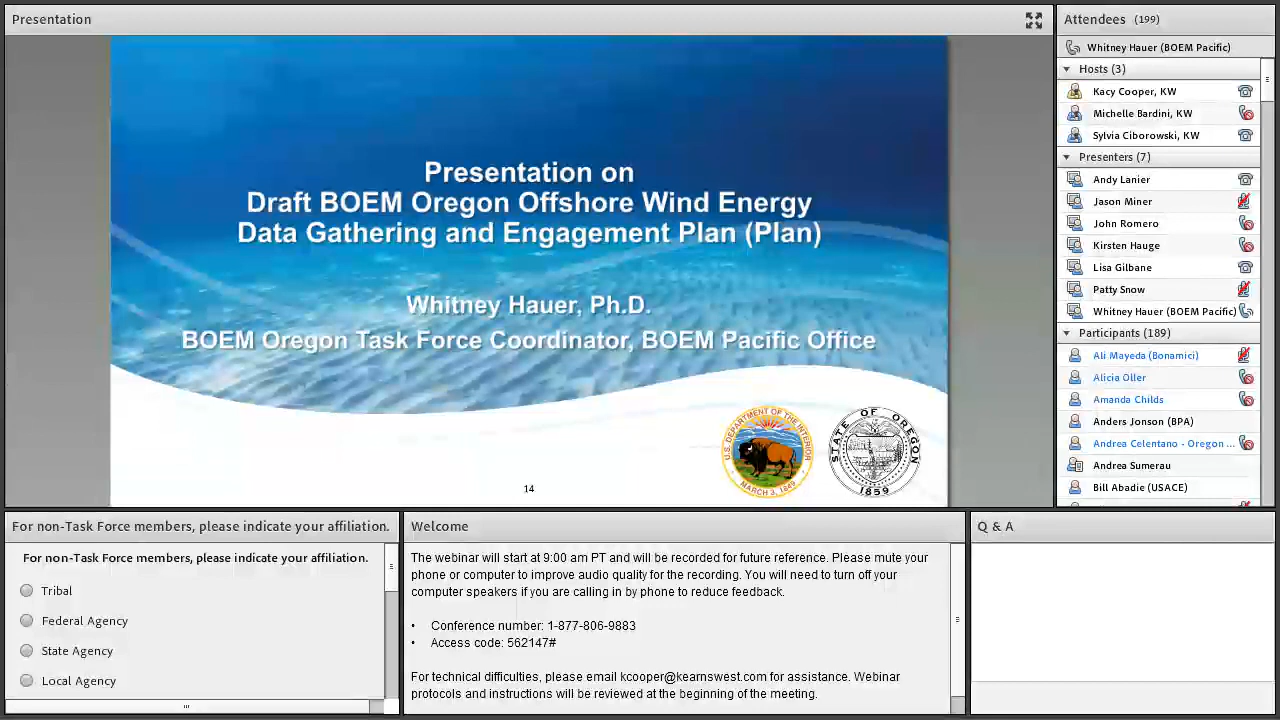 Presentation
Presentation on
Draft BOEM Oregon Offshore Wind Energy
Data Gathering and Engagement Plan (Plan)
Whitney Hauer, Ph.D.
BOEM Oregon Task Force Coordinator, BOEM Pacific Office
U.S. DEPARTMENT OF THE INTERIOR
MARCH 3, 1849
STATE OF OREGON
1859
14
Attendees (199)
Whitney Hauer (BOEM Pacific)
Hosts (3)
Kacy Cooper, KW
Michelle Bardini, KW
Sylvia Ciborowski, KW
Presenters (7)
Andy Lanier
Jason Miner
John Romero
Kirsten Hauge
Lisa Gilbane
Patty Snow
Whitney Hauer (BOEM Pacific)
Participants (189)
Ali Mayeda (Bonamici)
Alicia Oller
Amanda Childs
Anders Jonson (BPA)
Andrea Celentano - Oregon ...
Andrea Sumerau
Bill Abadie (USACE)
For non-Task Force members, please indicate your affiliation.
For non-Task Force members, please indicate your affiliation.
Tribal
Federal Agency
State Agency
Local Agency
Welcome
The webinar will start at 9:00 am PT and will be recorded for future reference. Please mute your
phone or computer to improve audio quality for the recording. You will need to turn off your
computer speakers if you are calling in by phone to reduce feedback.
• Conference number: 1-877-806-9883
• Access code: 562147#
For technical difficulties, please email kcooper@kearnswest.com for assistance. Webinar
protocols and instructions will be reviewed at the beginning of the meeting.
Q & A